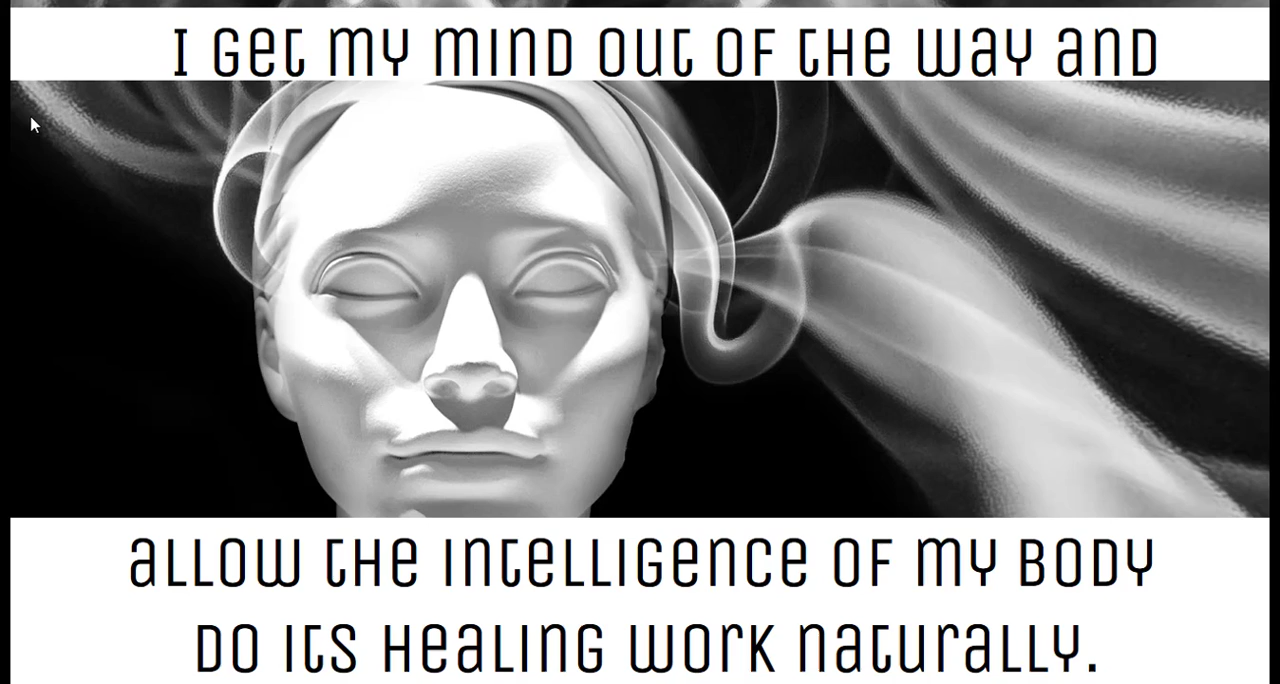 I Get my mind out of the way and
allow the intelligence of my body
do its healing work naturally.